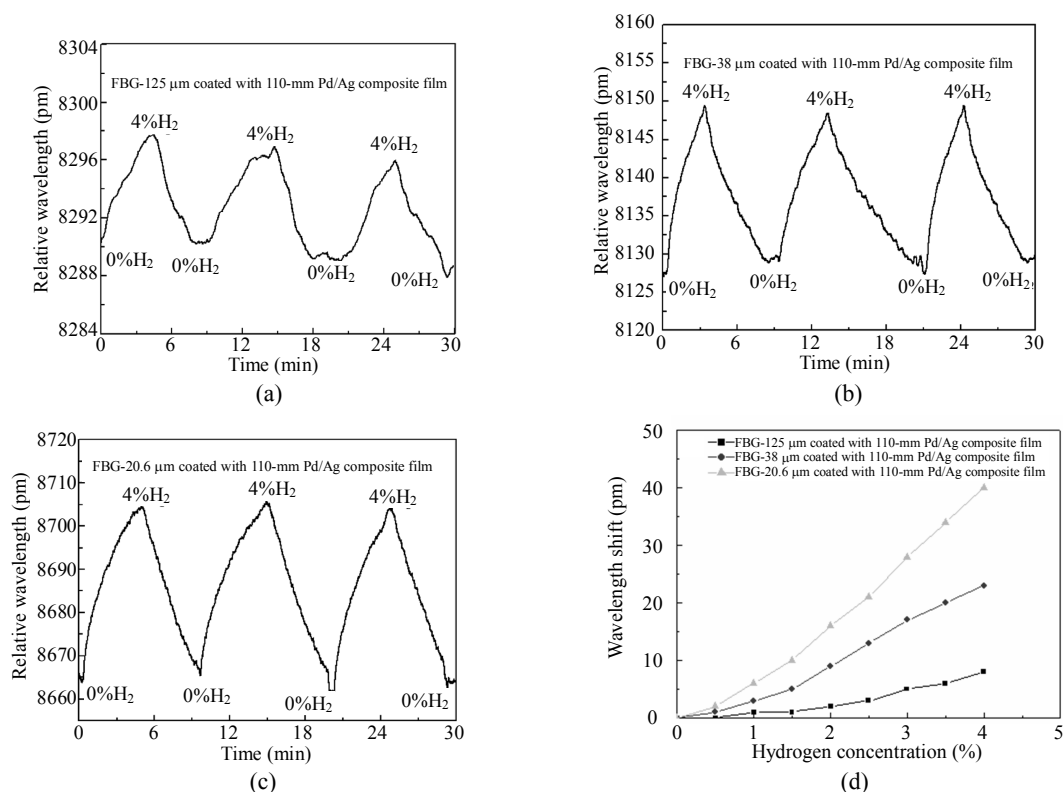 8304
8300
8296
8292
8288
8284
Relative wavelength (pm)
FBG-125 μm coated with 110-mm Pd/Ag composite film
4%H2
4%H2
4%H2
0%H2
0%H2
0%H2
0%H2
0 6 12 18 24 30
Time (min)
(a)
8160
8150
8145
8140
8135
8130
8125
8120
Relative wavelength (pm)
FBG-38 μm coated with 110-mm Pd/Ag composite film
4%H2
4%H2
4%H2
0%H2
0%H2
0%H2
0%H2
0 6 12 18 24 30
Time (min)
(b)
8720
8710
8700
8690
8680
8670
8660
Relative wavelength (pm)
FBG-20.6 μm coated with 110-mm Pd/Ag composite film
4%H2
4%H2
4%H2
0%H2
0%H2
0%H2
0%H2
0 6 12 18 24 30
Time (min)
(c)
50
40
30
20
10
0
Wavelength shift (pm)
FBG-125 μm coated with 110-mm Pd/Ag composite film
FBG-38 μm coated with 110-mm Pd/Ag composite film
FBG-20.6 μm coated with 110-mm Pd/Ag composite film
0 1 2 3 4 5
Hydrogen concentration (%)
(d)